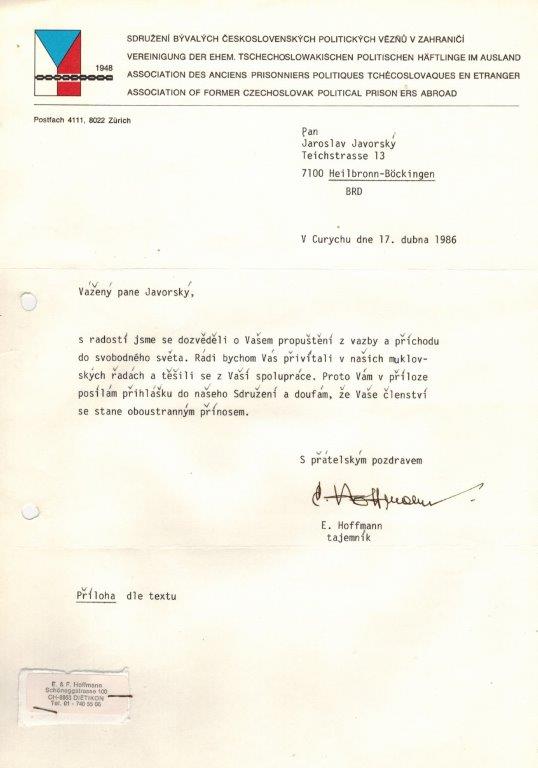 1948
SDRUŽENÍ BÝVALÝCH ČESKOSLOVENSKÝCH POLITICKÝCH VĚZŇŮ V ZAHRANIČÍ
VEREINIGUNG DER EHEM. TSCHECHOSLOWAKISCHEN POLITISCHEN HÄFTLINGE IM AUSLAND
ASSOCIATION DES ANCIENS PRISONNIERS POLITIQUES TCHÉCOSLOVAQUES EN ETRANGER
ASSOCIATION OF FORMER CZECHOSLOVAK POLITICAL PRISON ERS ABROAD
Postfach 4111, 8022 Zürich
Pan
Jaroslav Javorský
Teichstrasse 13
7100 Heilbronn-Böckingen
BRD
V Curychu dne 17. dubna 1986
Vážený pane Javorský,
s radostí jsme se dozvěděli o Vašem propuštění z vazby a příchodu
do svobodného světa. Rádi bychom Vás přivítali v našich muklov-
ských řadách a těšili se z Vaší spolupráce. Proto Vám v příloze
posílám přihlášku do našeho Sdružení a doufám, že Vaše členství
se stane oboustranným přínosem.
S přátelským pozdravem
E. Hoffmann
E. Hoffmann
tajemník
Příloha dle textu
E. & F. Hoffmann
Schöneggstrasse 100
CH-8953 DIETIKON
Tel. 01 - 740 55 06